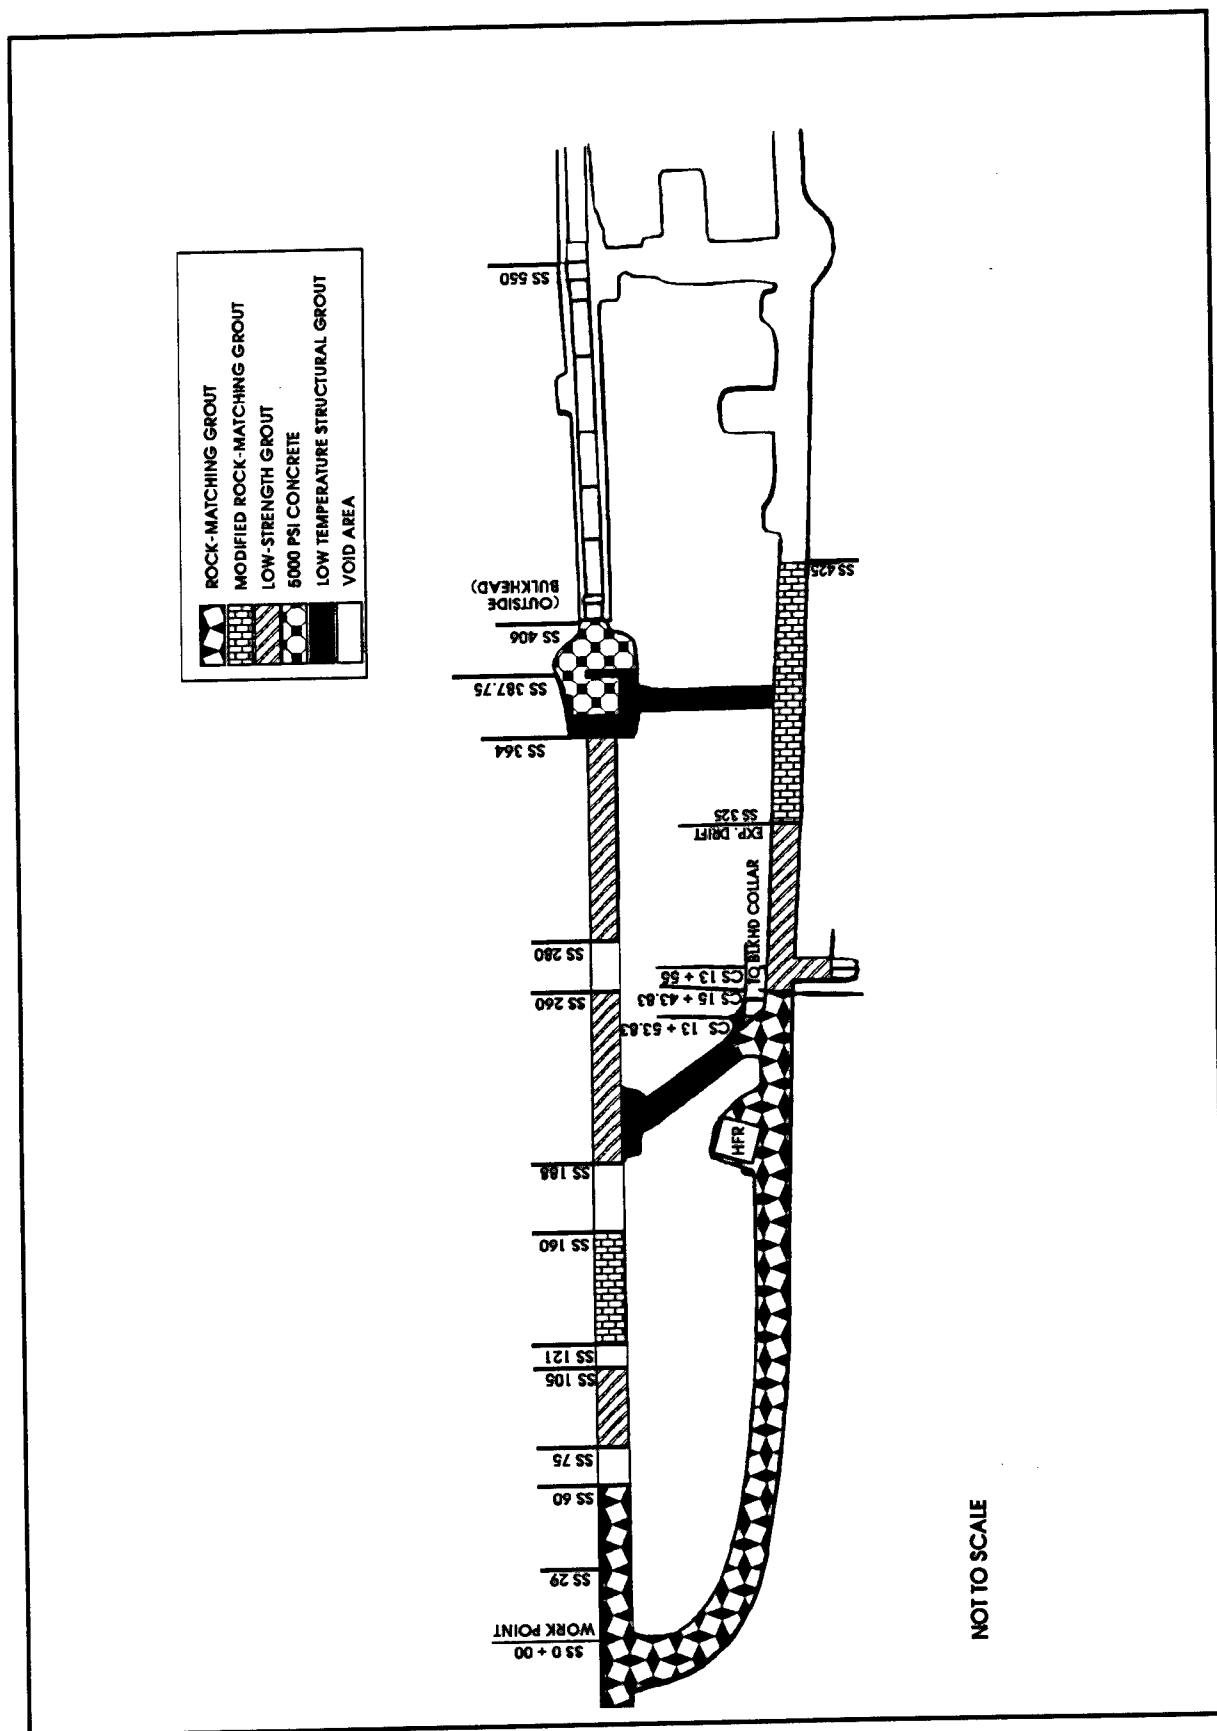 ROCK-MATCHING GROUT
MODIFIED ROCK-MATCHING GROUT
LOW-STRENGTH GROUT
5000 PSI CONCRETE
LOW TEMPERATURE STRUCTURAL GROUT
VOID AREA
SS 0 + 00
WORK POINT
SS 29
SS 60
SS 75
SS 105
SS 121
SS 160
SS 188
SS 260
SS 280
SS 364
SS 387.75
SS 406
(OUTSIDE
BULKHEAD)
SS 550
HFR
CS 13 + 53.83
CS 15 + 43.83
CS 13 + 55
TO BLKHD COLLAR
EXP. DRIFT
SS 325
SS 425
NOT TO SCALE